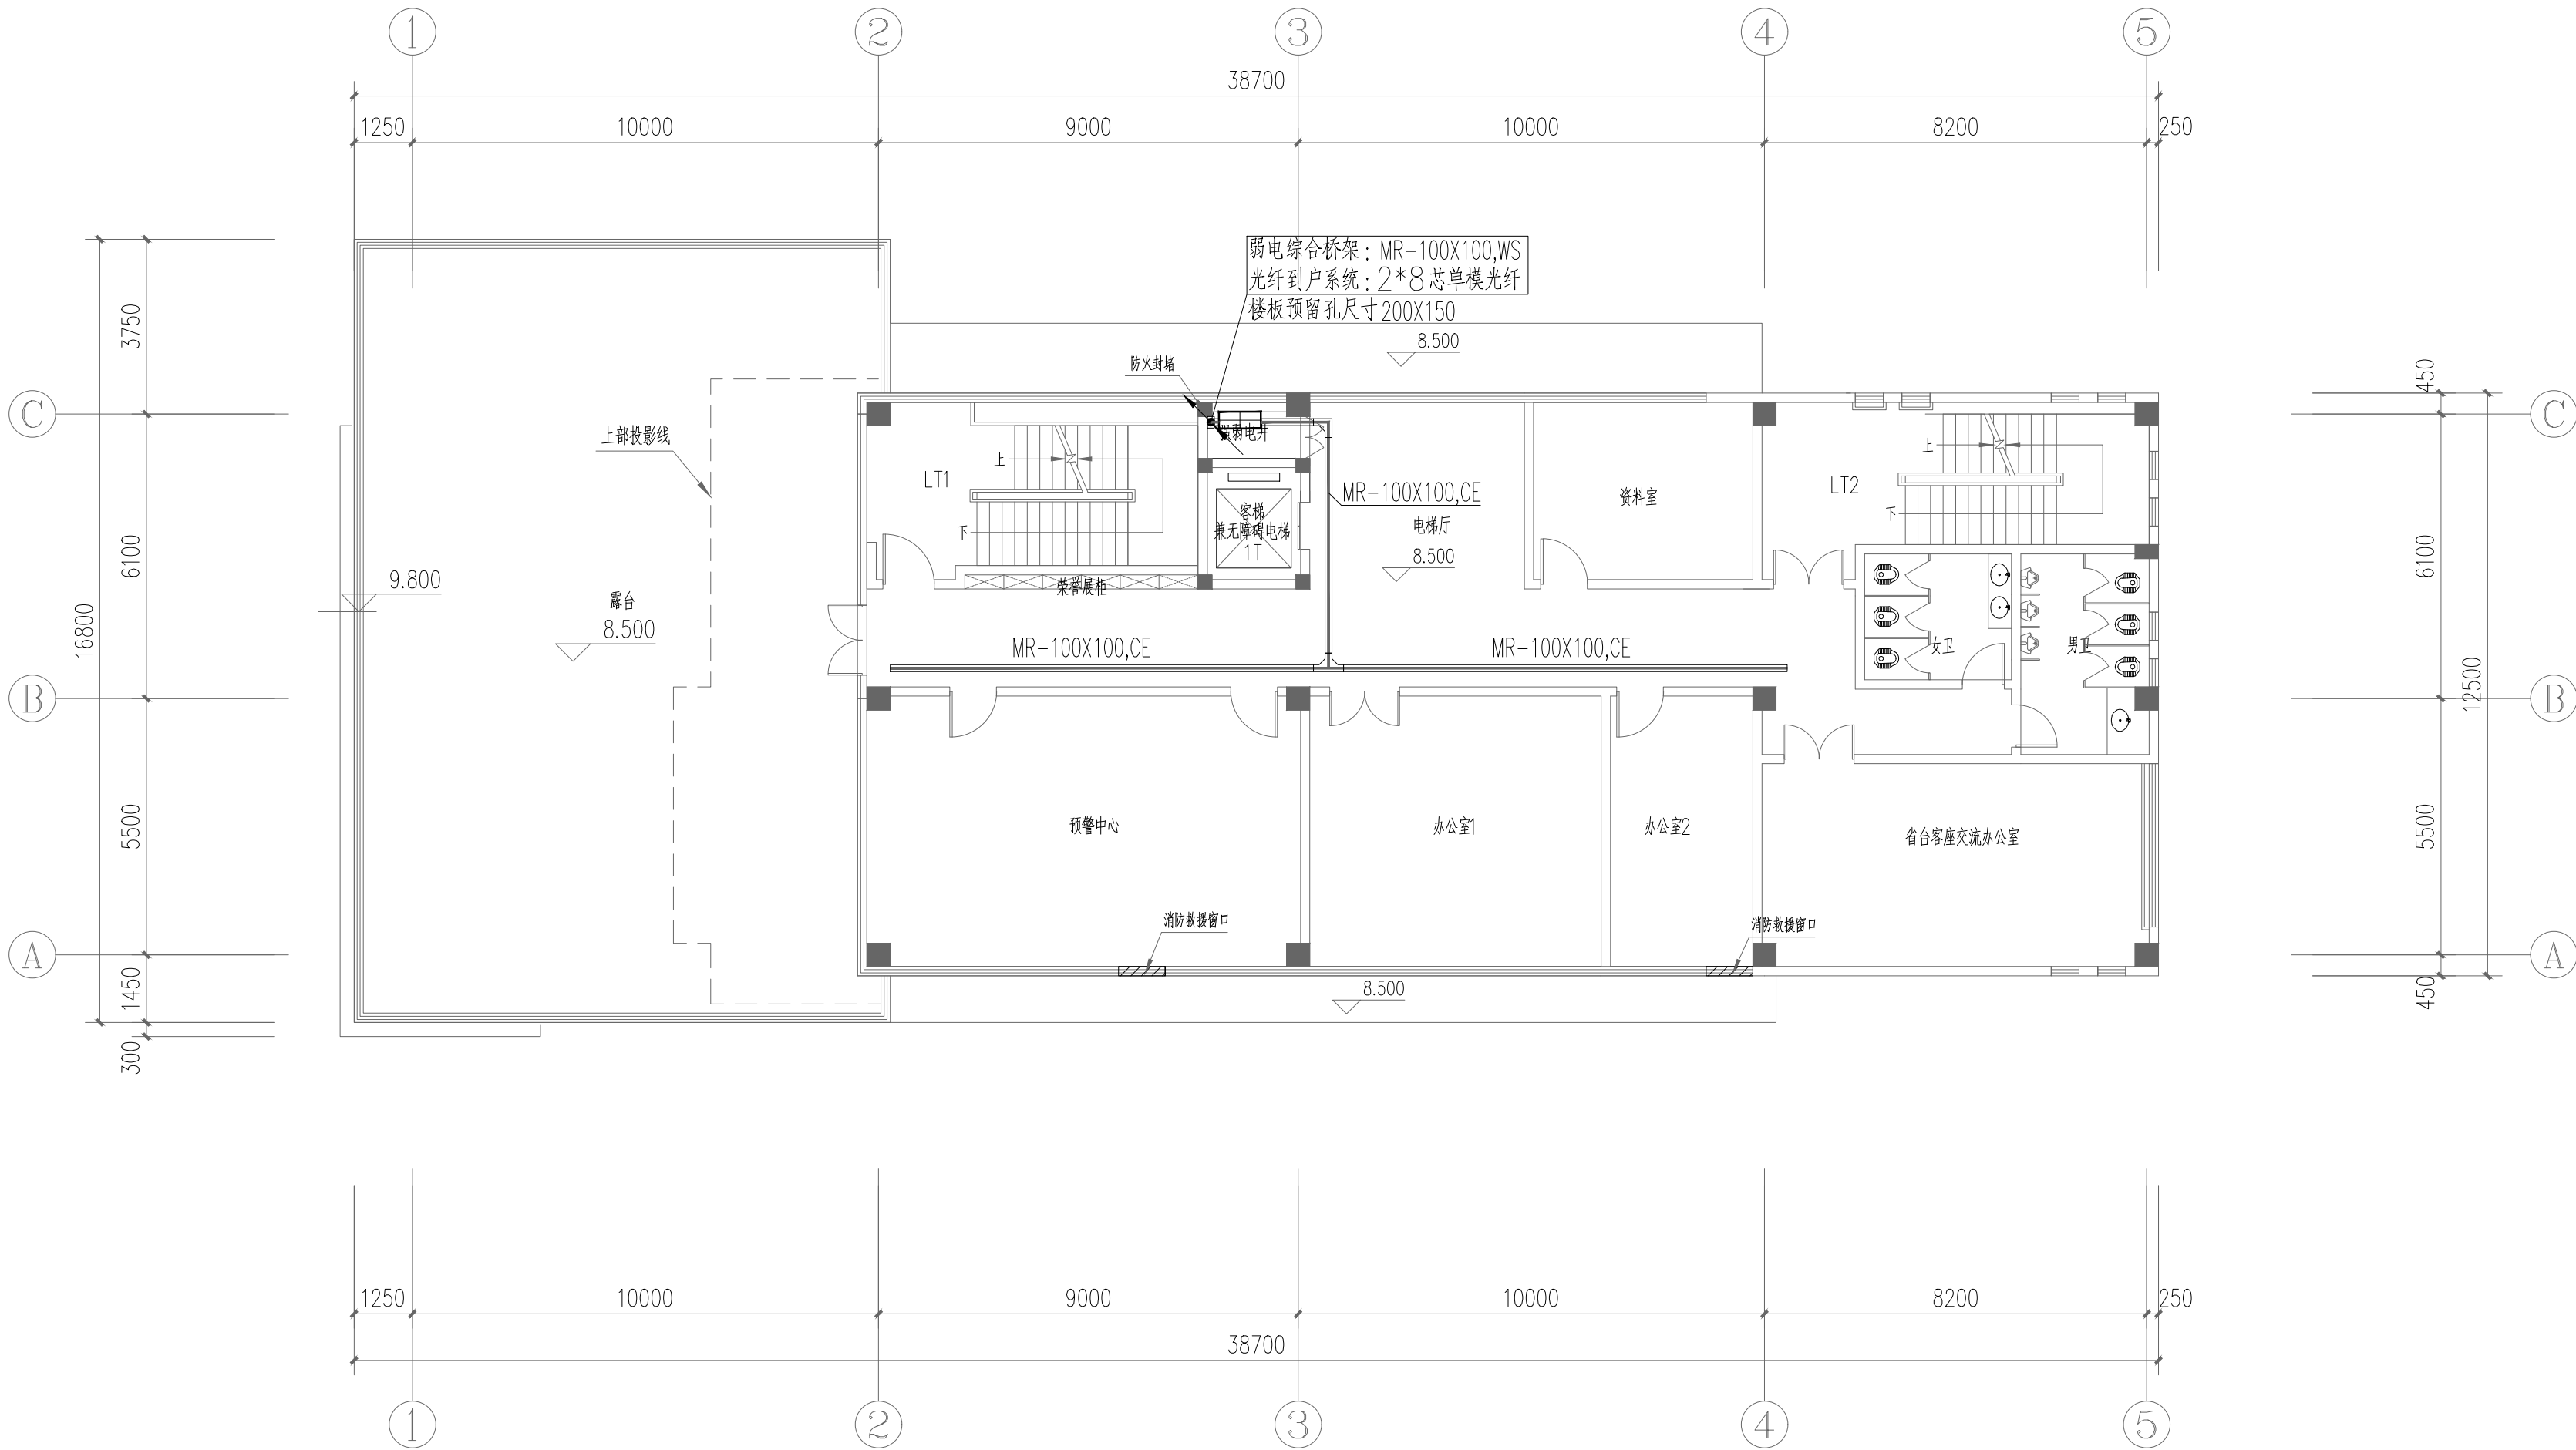 1 2 3 4 5
38700
1250 10000 9000 10000 8200 250
弱电综合桥架：MR-100X100,WS
光纤到户系统：2*8芯单模光纤
楼板预留孔尺寸200X150
8.500
防火封堵
3750
450
C
C
上部投影线
强弱电井
上
上
LT1
MR-100X100,CE
资料室
LT2
客梯
兼无障碍电梯
1T
电梯厅
8.500
下
下
6100
6100
9.800
荣誉展柜
露台
8.500
16800
MR-100X100,CE
MR-100X100,CE
女卫
男卫
B
B
12500
预警中心
办公室1
办公室2
省台客座交流办公室
5500
5500
消防救援窗口
消防救援窗口
A
A
1450
8.500
450
300
1250 10000 9000 10000 8200 250
38700
1 2 3 4 5